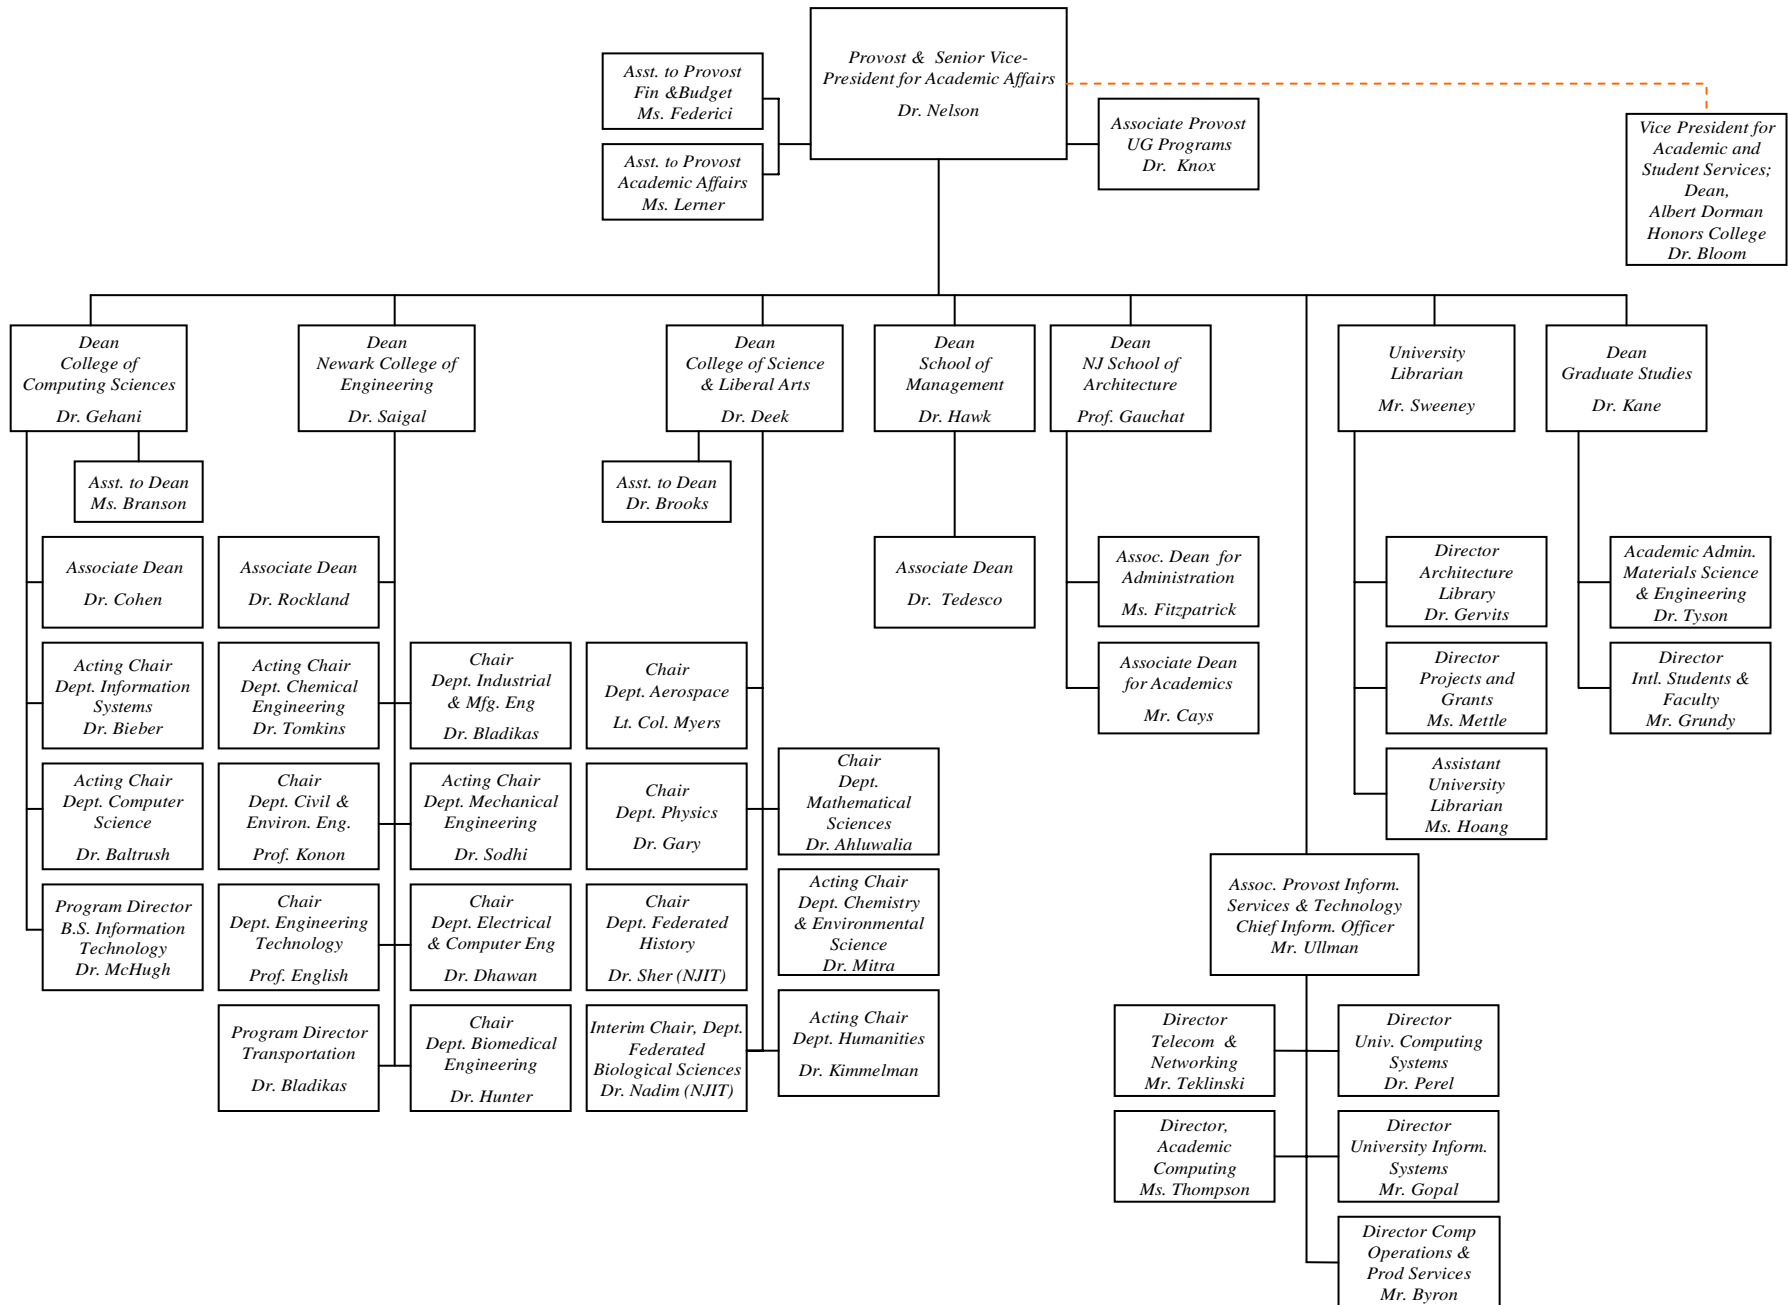 Provost & Senior Vice-
President for Academic Affairs
Dr. Nelson
Asst. to Provost
Fin &Budget
Ms. Federici
Asst. to Provost
Academic Affairs
Ms. Lerner
Associate Provost
UG Programs
Dr. Knox
Vice President for
Academic and
Student Services;
Dean,
Albert Dorman
Honors College
Dr. Bloom
Dean
College of
Computing Sciences
Dr. Gehani
Dean
Newark College of
Engineering
Dr. Saigal
Dean
College of Science
& Liberal Arts
Dr. Deek
Dean
School of
Management
Dr. Hawk
Dean
NJ School of
Architecture
Prof. Gauchat
University
Librarian
Mr. Sweeney
Dean
Graduate Studies
Dr. Kane
Asst. to Dean
Ms. Branson
Asst. to Dean
Dr. Brooks
Associate Dean
Dr. Cohen
Associate Dean
Dr. Rockland
Associate Dean
Dr. Tedesco
Assoc. Dean for
Administration
Ms. Fitzpatrick
Director
Architecture
Library
Dr. Gervits
Academic Admin.
Materials Science
& Engineering
Dr. Tyson
Acting Chair
Dept. Information
Systems
Dr. Bieber
Acting Chair
Dept. Chemical
Engineering
Dr. Tomkins
Chair
Dept. Industrial
& Mfg. Eng
Dr. Bladikas
Chair
Dept. Aerospace
Lt. Col. Myers
Associate Dean
for Academics
Mr. Cays
Director
Projects and
Grants
Ms. Mettle
Director
Intl. Students &
Faculty
Mr. Grundy
Acting Chair
Dept. Computer
Science
Dr. Baltrush
Chair
Dept. Civil &
Environ. Eng.
Prof. Konon
Acting Chair
Dept. Mechanical
Engineering
Dr. Sodhi
Chair
Dept. Physics
Dr. Gary
Chair
Dept.
Mathematical
Sciences
Dr. Ahluwalia
Assistant
University
Librarian
Ms. Hoang
Program Director
B.S. Information
Technology
Dr. McHugh
Chair
Dept. Engineering
Technology
Prof. English
Chair
Dept. Electrical
& Computer Eng
Dr. Dhawan
Chair
Dept. Federated
History
Dr. Sher (NJIT)
Acting Chair
Dept. Chemistry
& Environmental
Science
Dr. Mitra
Assoc. Provost Inform.
Services & Technology
Chief Inform. Officer
Mr. Ullman
Program Director
Transportation
Dr. Bladikas
Chair
Dept. Biomedical
Engineering
Dr. Hunter
Interim Chair, Dept.
Federated
Biological Sciences
Dr. Nadim (NJIT)
Acting Chair
Dept. Humanities
Dr. Kimmelman
Director
Telecom &
Networking
Mr. Teklinski
Director
Univ. Computing
Systems
Dr. Perel
Director,
Academic
Computing
Ms. Thompson
Director
University Inform.
Systems
Mr. Gopal
Director Comp
Operations &
Prod Services
Mr. Byron